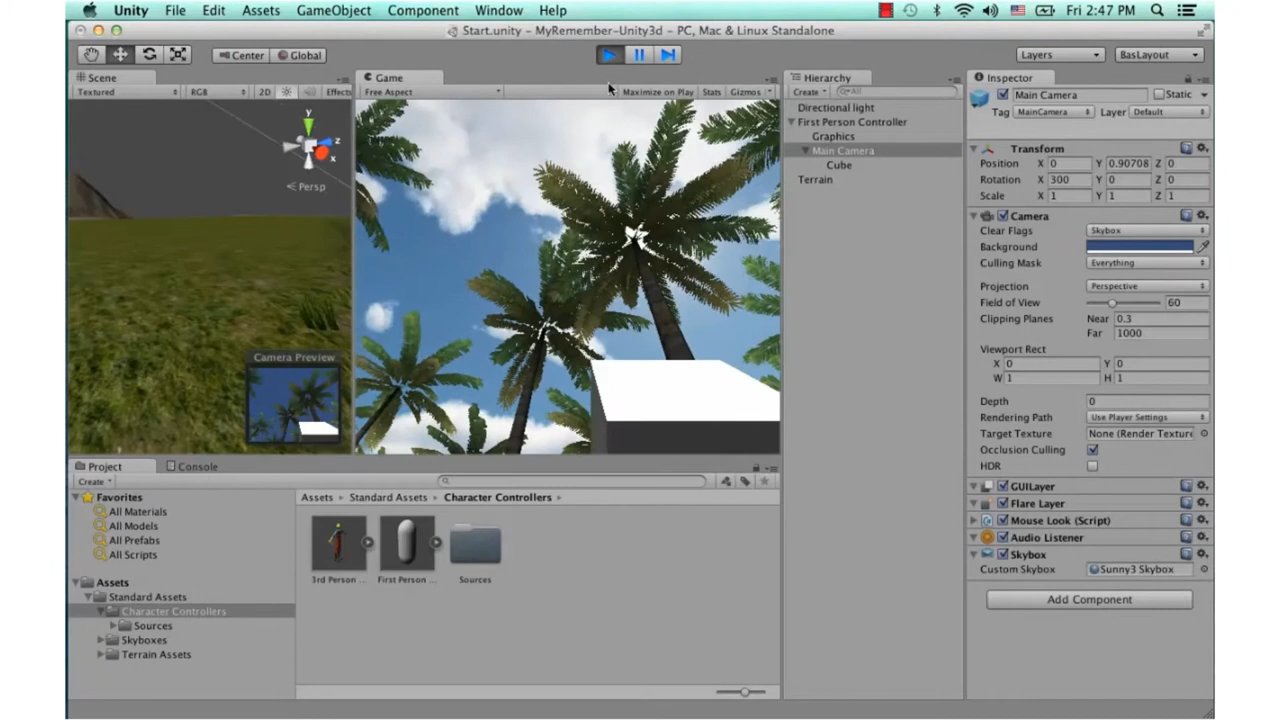 Unity File Edit Assets GameObject Component Window Help Fri 2:47 PM
Start.unity – MyRemember-Unity3d – PC, Mac & Linux Standalone
Center Global Layers BasLayout
Scene
Textured RGB 2D Effects
y
z
x
Persp
Camera Preview
Game
Free Aspect Maximize on Play Stats Gizmos
Hierarchy
Create All
Directional light
First Person Controller
Graphics
Main Camera
Cube
Terrain
Inspector
Main Camera Static
Tag MainCamera Layer Default
Transform
Position X 0 Y 0.90708 Z 0
Rotation X 300 Y 0 Z 0
Scale X 1 Y 1 Z 1
Camera
Clear Flags Skybox
Background
Culling Mask Everything
Projection Perspective
Field of View 60
Clipping Planes Near 0.3
Far 1000
Viewport Rect
X 0 Y 0
W 1 H 1
Depth 0
Rendering Path Use Player Settings
Target Texture None (Render Texture
Occlusion Culling
HDR
GUILayer
Flare Layer
Mouse Look (Script)
Audio Listener
Skybox
Custom Skybox Sunny3 Skybox
Add Component
Project Console
Create
Favorites
All Materials
All Models
All Prefabs
All Scripts
Assets
Standard Assets
Character Controllers
Sources
Skyboxes
Terrain Assets
Assets Standard Assets Character Controllers
3rd Person ... First Person ... Sources